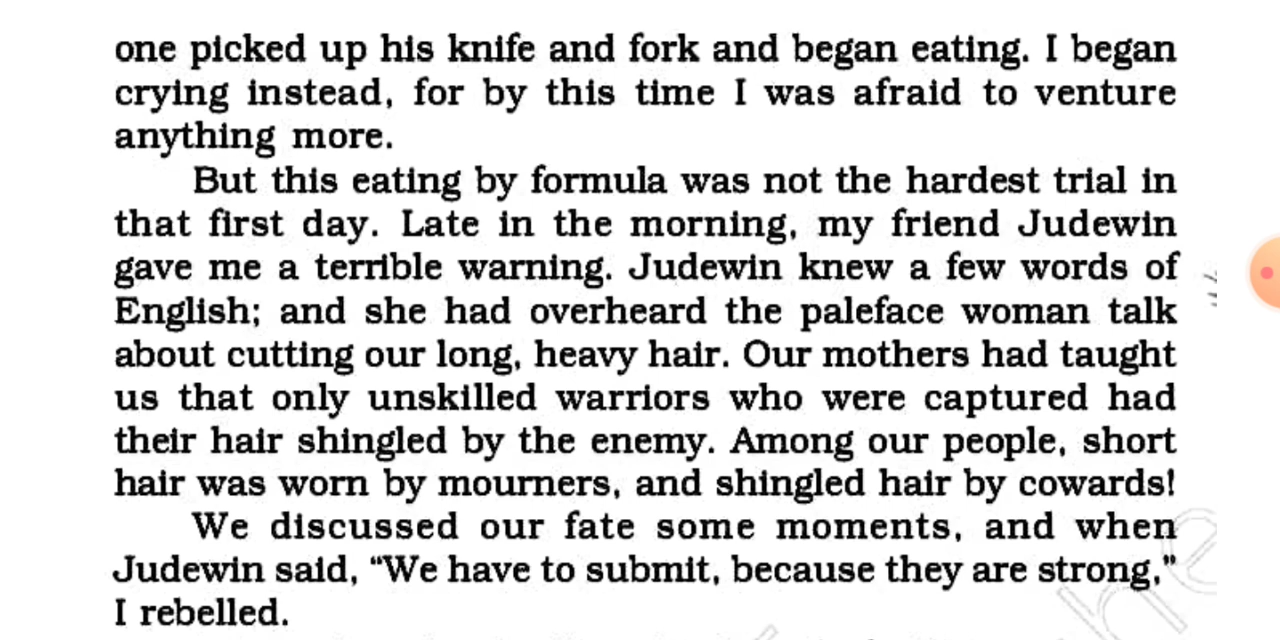 one picked up his knife and fork and began eating. I began
crying instead, for by this time I was afraid to venture
anything more.
But this eating by formula was not the hardest trial in
that first day. Late in the morning, my friend Judewin
gave me a terrible warning. Judewin knew a few words of
English; and she had overheard the paleface woman talk
about cutting our long, heavy hair. Our mothers had taught
us that only unskilled warriors who were captured had
their hair shingled by the enemy. Among our people, short
hair was worn by mourners, and shingled hair by cowards!
We discussed our fate some moments, and when
Judewin said, “We have to submit, because they are strong,”
I rebelled.